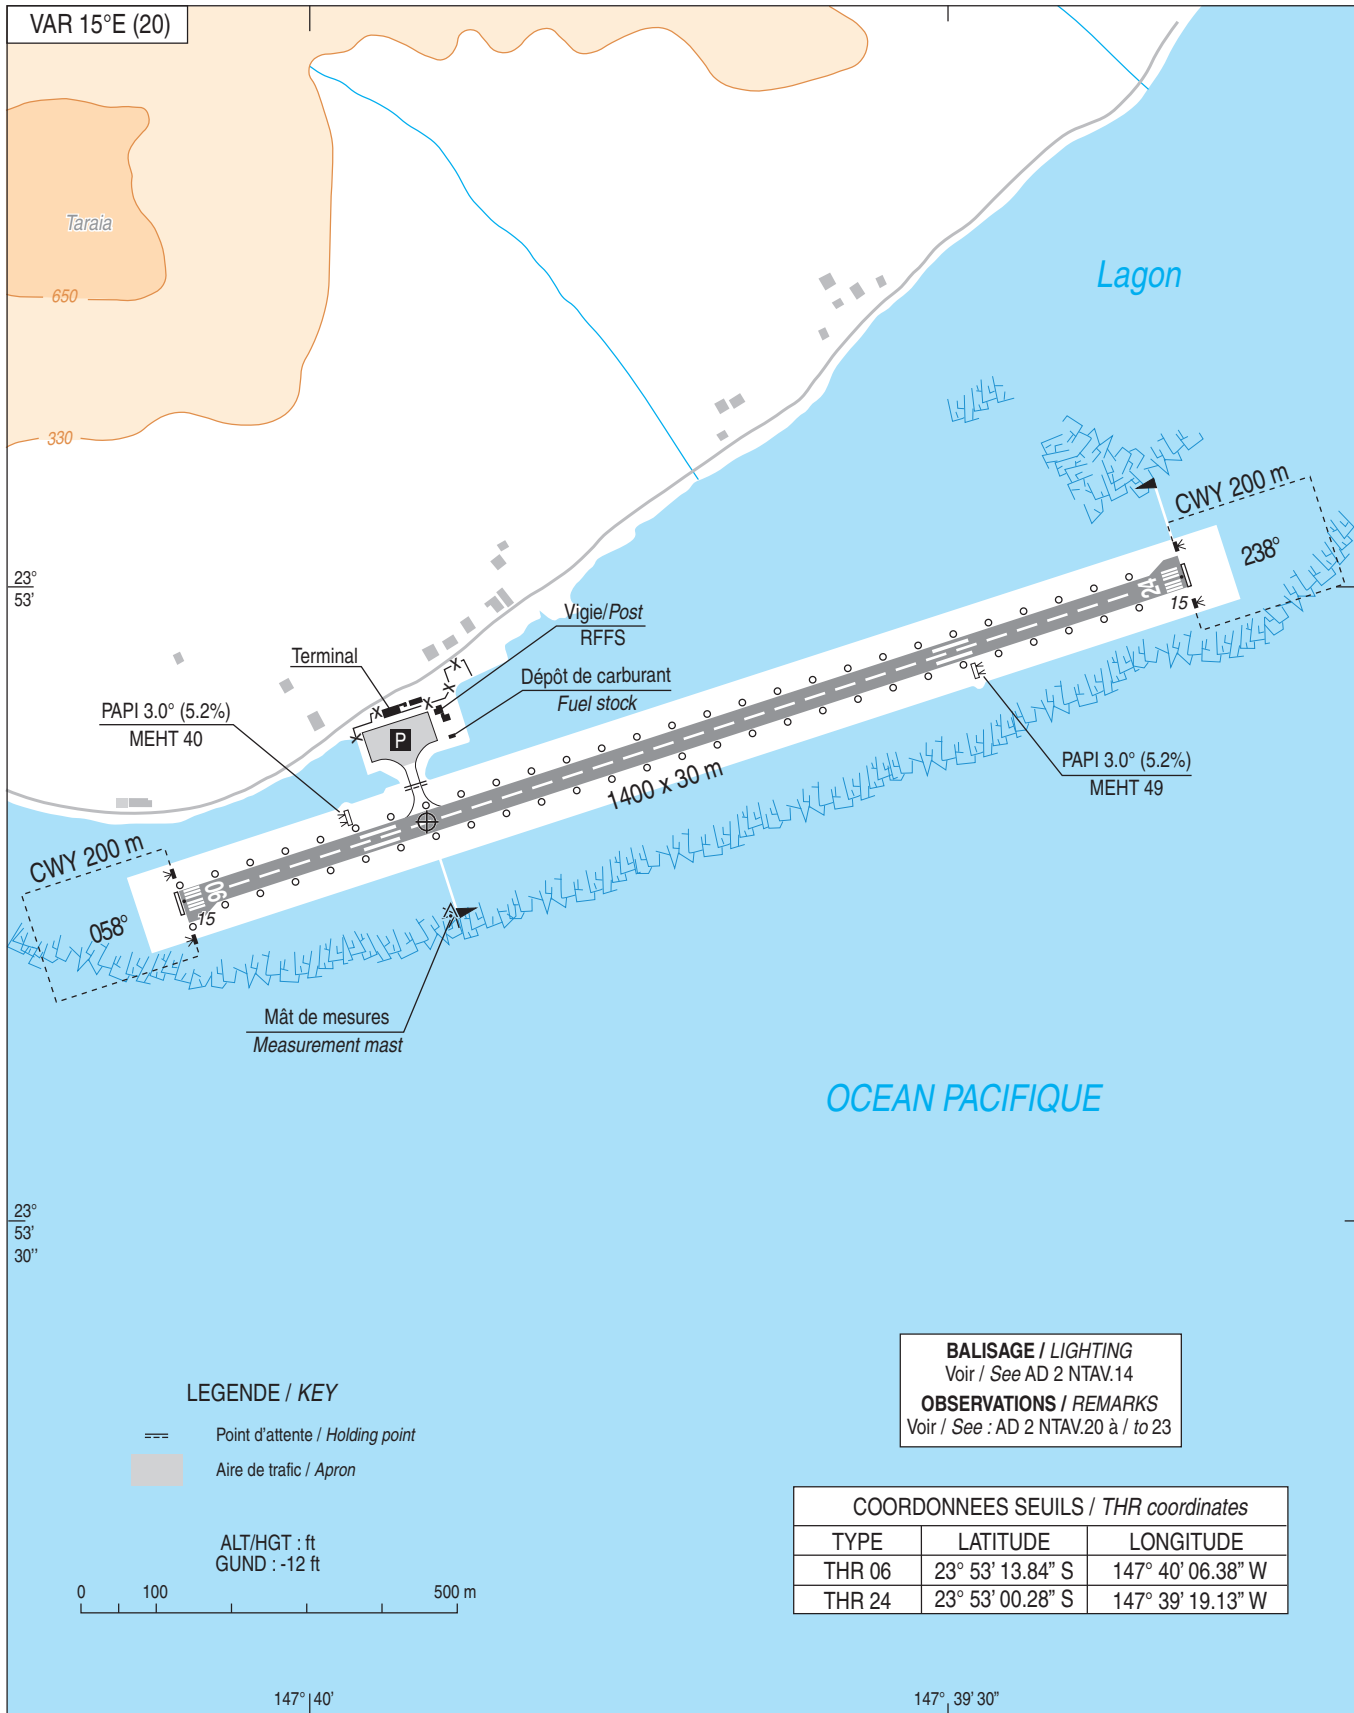 VAR 15°E (20)
Taraia
650
330
Lagon
CWY 200 m
238°
24
15
23°
53'
Vigie/Post
RFFS
Terminal
Dépôt de carburant
Fuel stock
PAPI 3.0° (5.2%)
MEHT 40
P
PAPI 3.0° (5.2%)
MEHT 49
1400 x 30 m
CWY 200 m
058°
06
15
Mât de mesures
Measurement mast
OCEAN PACIFIQUE
23°
53'
30''
BALISAGE / LIGHTING
Voir / See AD 2 NTAV.14
OBSERVATIONS / REMARKS
Voir / See : AD 2 NTAV.20 à / to 23
LEGENDE / KEY
Point d'attente / Holding point
Aire de trafic / Apron
ALT/HGT : ft
GUND : -12 ft
0 100 500 m
COORDONNEES SEUILS / THR coordinates
TYPE LATITUDE LONGITUDE
THR 06 23° 53' 13.84" S 147° 40' 06.38" W
THR 24 23° 53' 00.28" S 147° 39' 19.13" W
147° 40'
147° 39' 30"